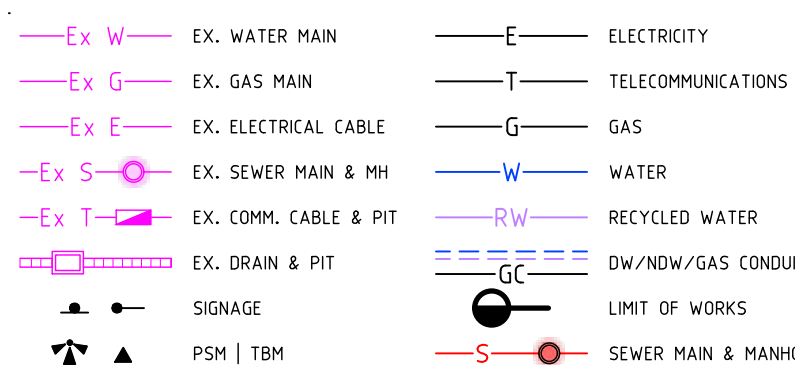 Ex W EX. WATER MAIN
Ex G EX. GAS MAIN
Ex E EX. ELECTRICAL CABLE
Ex S EX. SEWER MAIN & MH
Ex T EX. COMM. CABLE & PIT
EX. DRAIN & PIT
SIGNAGE
PSM | TBM
E ELECTRICITY
T TELECOMMUNICATIONS
G GAS
W WATER
RW RECYCLED WATER
GC DW/NDW/GAS
LIMIT OF WORKS
S SEWER MAIN &